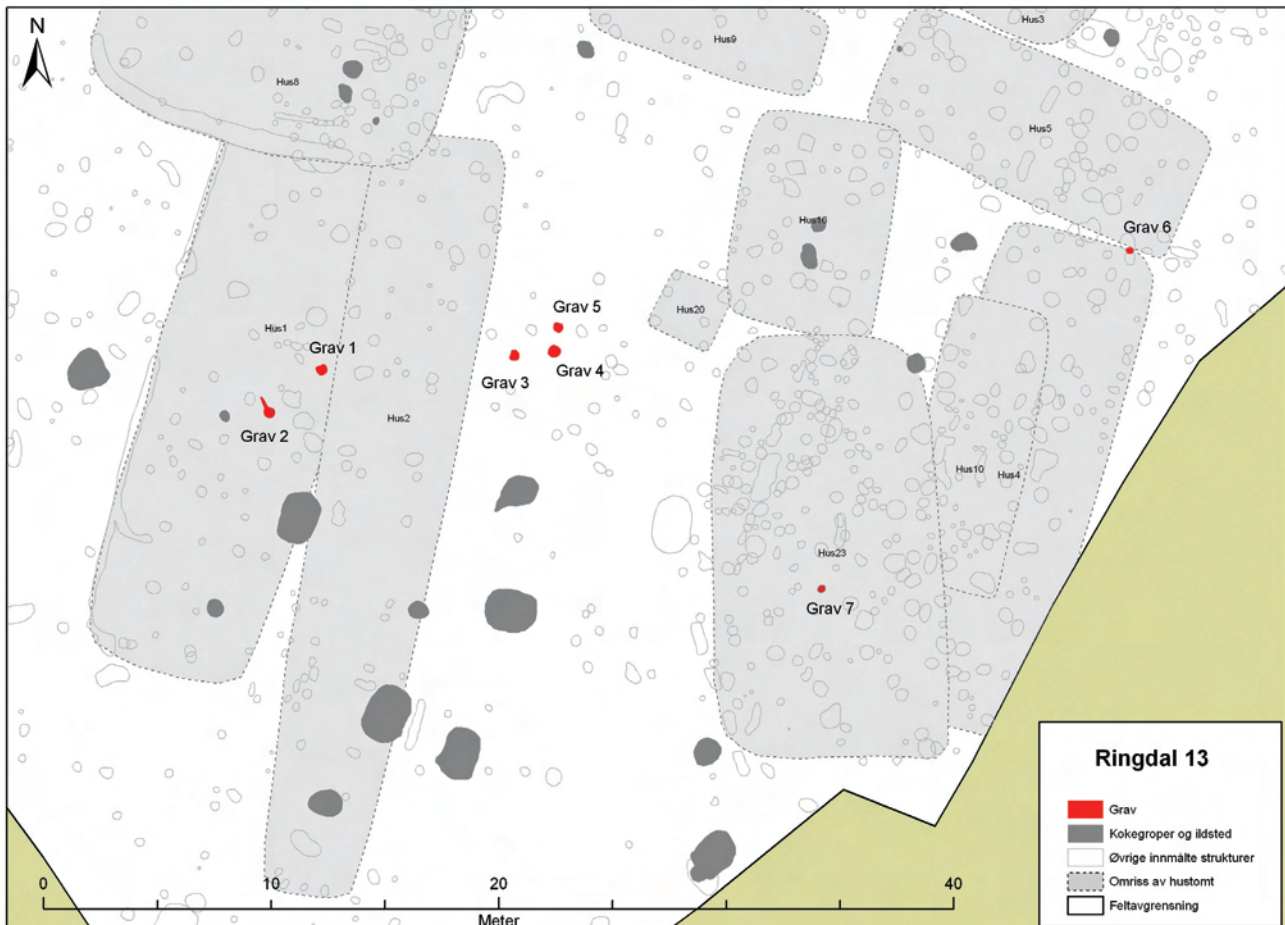 N
Hus3
Hus9
Hus8
Hus5
Hus16
Grav 6
Hus20
Grav 5
Hus1
Grav 1
Grav 3
Grav 4
Hus2
Grav 2
Hus10
Hus4
Hus23
Grav 7
Ringdal 13
Grav
Kokegroper og ildsted
Øvrige innmålte strukturer
Omriss av hustomt
Feltavgrensning
0
10
20
40
Meter